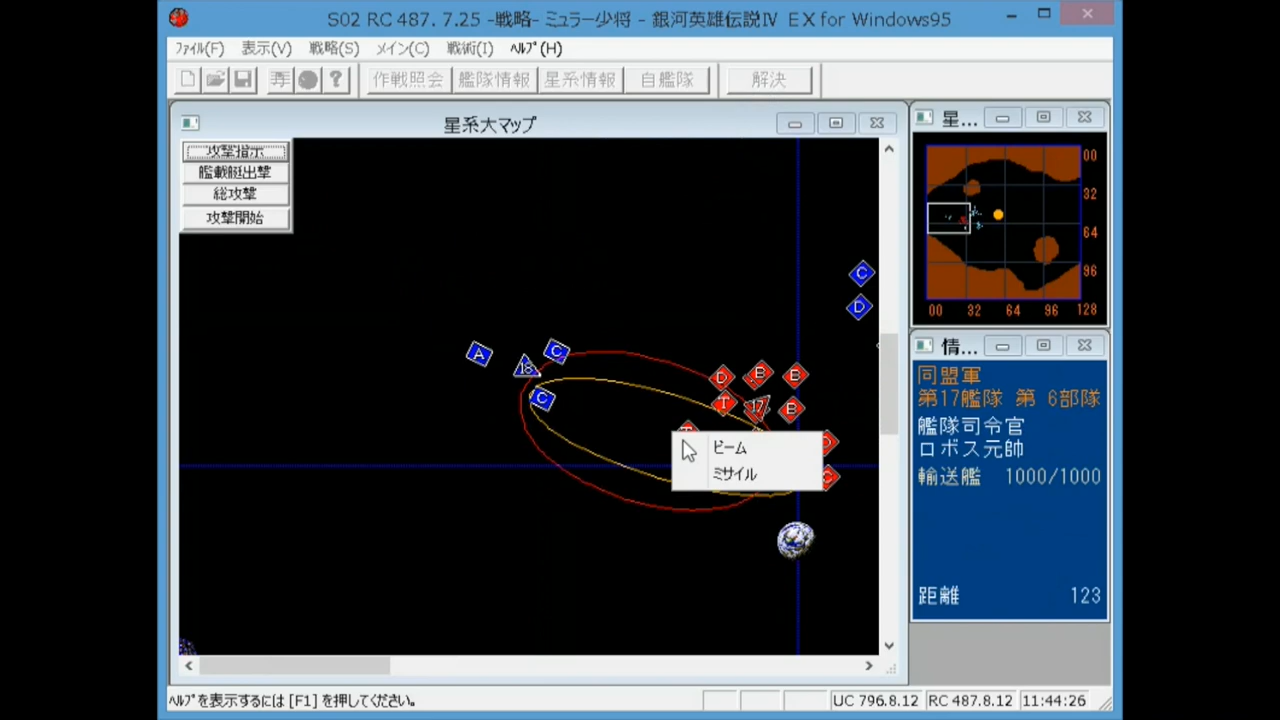 S02 RC 487. 7.25 -戦略- ミュラー少将 - 銀河英雄伝説Ⅳ EX for Windows95
ﾌｧｲﾙ(F) 表示(V) 戦略(S) メイン(C) 戦術(I) ﾍﾙﾌﾟ(H)
作戦照会 艦隊情報 星系情報 自艦隊 解決
星系大マップ
攻撃指示
艦載艇出撃
総攻撃
攻撃開始
C
D
A
18
C
C
D
B
B
T
17
B
ビーム
ミサイル
星...
00
32
64
96
00 32 64 96 128
情...
同盟軍
第17艦隊 第 6部隊
艦隊司令官
ロボス元帥
輸送艦 1000/1000
距離 123
ﾍﾙﾌﾟを表示するには [F1] を押してください。
UC 796.8.12 RC 487.8.12 11:44:26